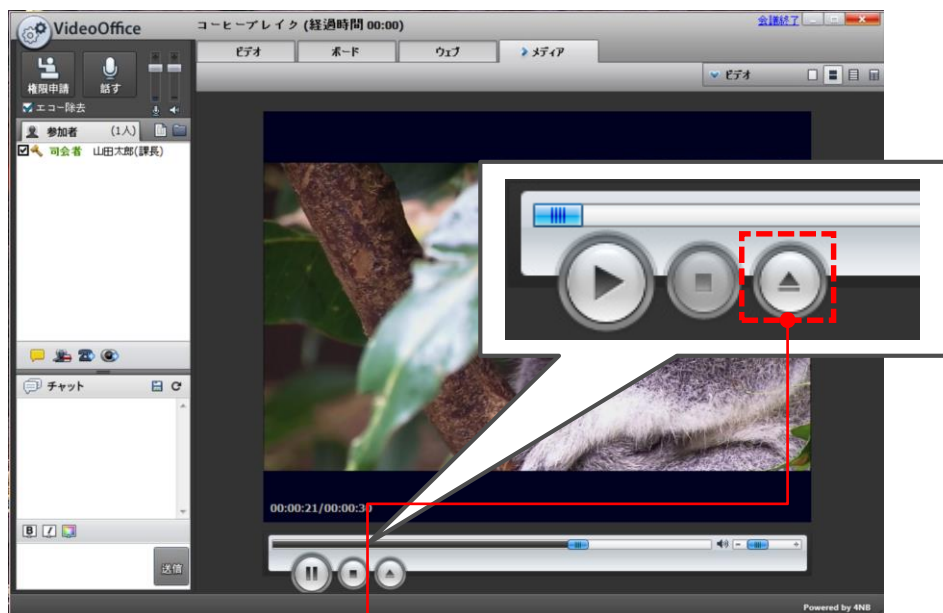 VideoOffice
コーヒーブレイク (経過時間 00:00)
会議終了
ビデオ
ボード
ウェブ
メディア
ビデオ
権限申請
話す
エコー除去
参加者 (1人)
司会者 山田太郎(課長)
チャット
B I
送信
00:00:21/00:00:30
Powered by 4NB